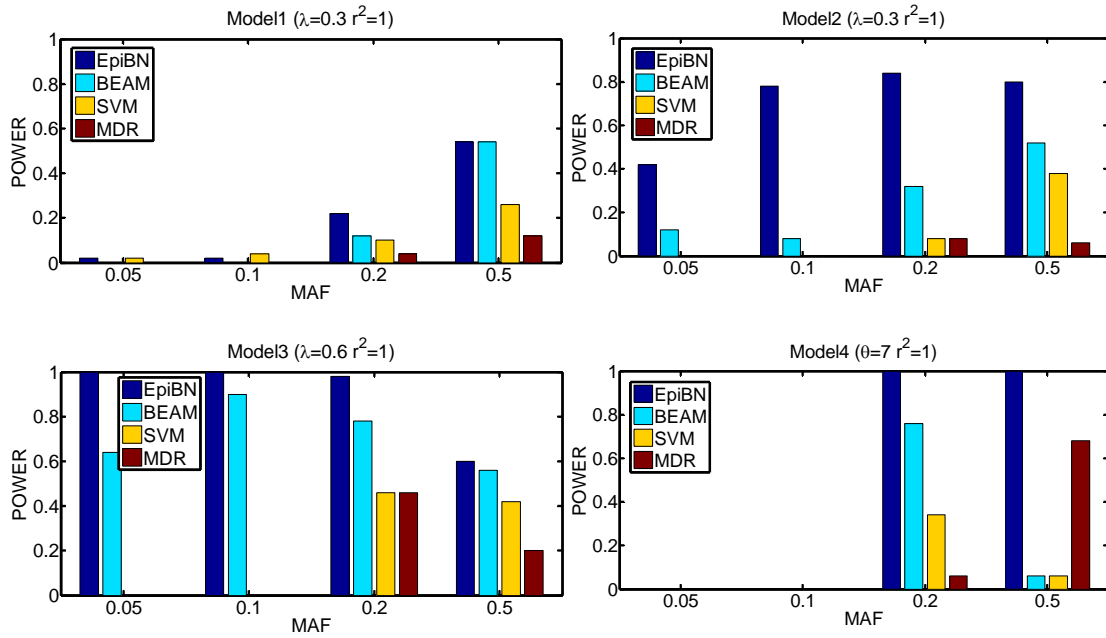 Model1 (λ=0.3 r²=1)
1
0.8
0.6
0.4
0.2
0
POWER
EpiBN
BEAM
SVM
MDR
0.05 0.1 0.2 0.5
MAF
Model2 (λ=0.3 r²=1)
1
0.8
0.6
0.4
0.2
0
POWER
EpiBN
BEAM
SVM
MDR
0.05 0.1 0.2 0.5
MAF
Model3 (λ=0.6 r²=1)
1
0.8
0.6
0.4
0.2
0
POWER
EpiBN
BEAM
SVM
MDR
0.05 0.1 0.2 0.5
MAF
Model4 (θ=7 r²=1)
1
0.8
0.6
0.4
0.2
0
POWER
EpiBN
BEAM
SVM
MDR
0.05 0.1 0.2 0.5
MAF